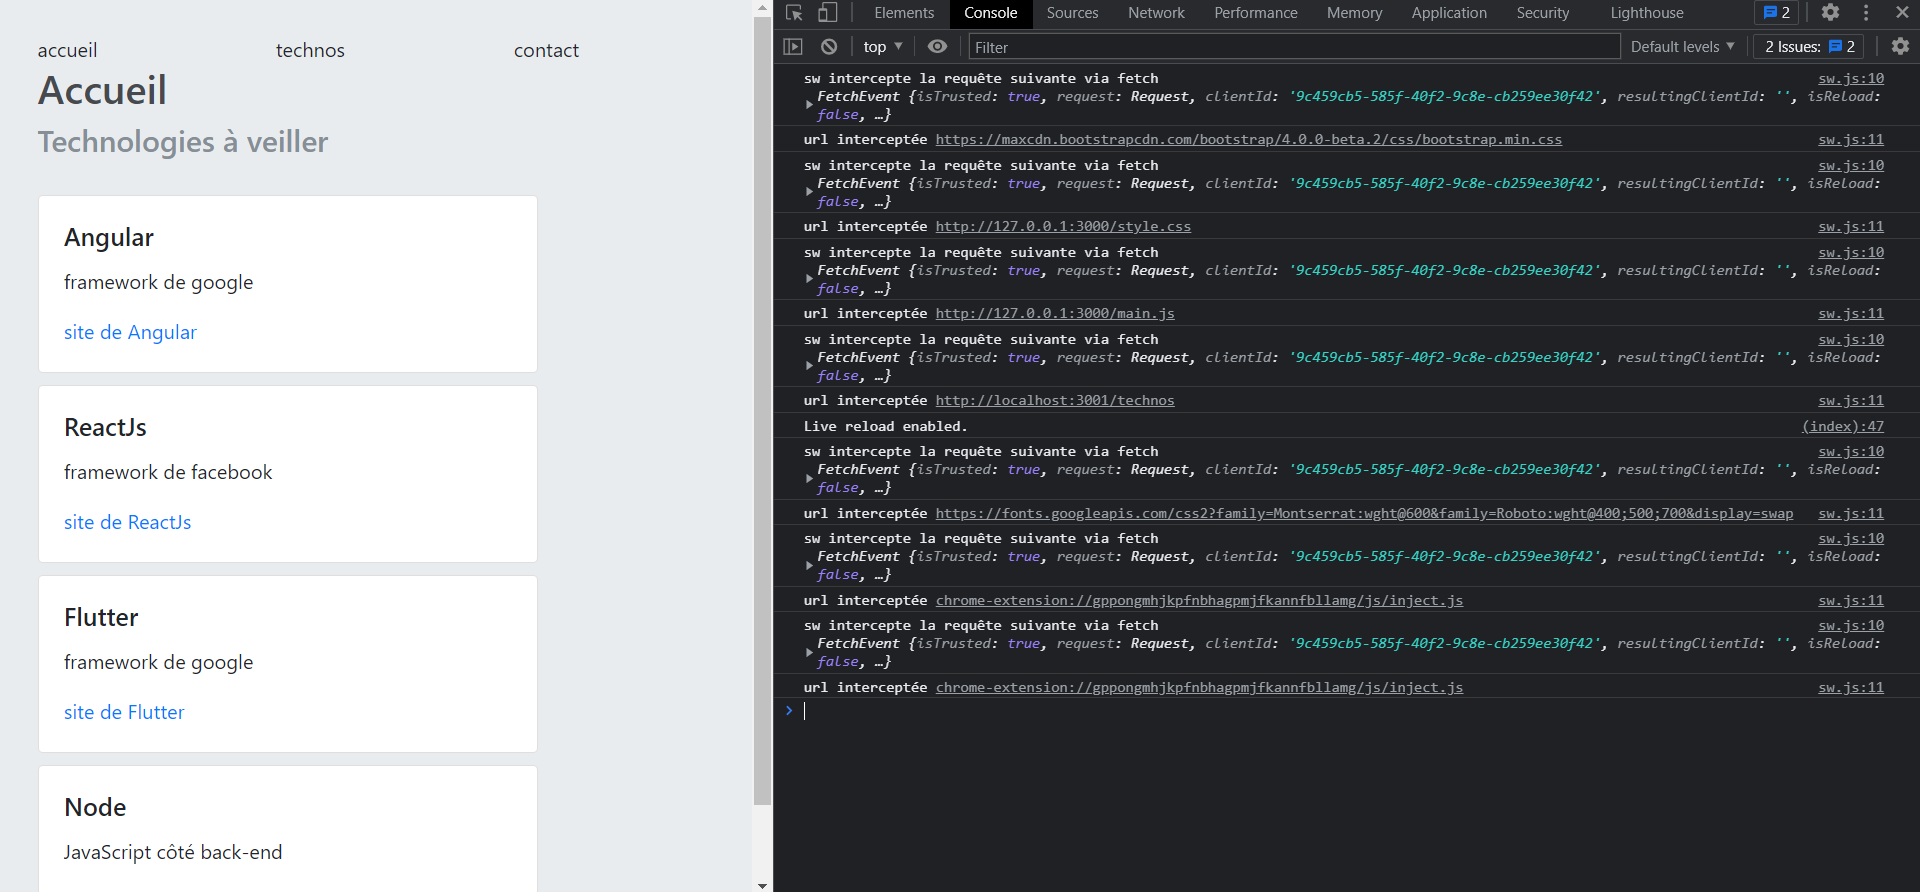 accueil
technos
contact
Accueil
Technologies à veiller
Angular
framework de google
site de Angular
ReactJs
framework de facebook
site de ReactJs
Flutter
framework de google
site de Flutter
Node
JavaScript côté back-end
Elements Console Sources Network Performance Memory Application Security Lighthouse 2
top ▼ Filter Default levels ▼ 2 Issues: 2
sw intercepte la requête suivante via fetch sw.js:10
FetchEvent {isTrusted: true, request: Request, clientId: '9c459cb5-585f-40f2-9c8e-cb259ee30f42', resultingClientId: '', isReload:
false, …}
url interceptée https://maxcdn.bootstrapcdn.com/bootstrap/4.0.0-beta.2/css/bootstrap.min.css sw.js:11
sw intercepte la requête suivante via fetch sw.js:10
FetchEvent {isTrusted: true, request: Request, clientId: '9c459cb5-585f-40f2-9c8e-cb259ee30f42', resultingClientId: '', isReload:
false, …}
url interceptée http://127.0.0.1:3000/style.css sw.js:11
sw intercepte la requête suivante via fetch sw.js:10
FetchEvent {isTrusted: true, request: Request, clientId: '9c459cb5-585f-40f2-9c8e-cb259ee30f42', resultingClientId: '', isReload:
false, …}
url interceptée http://127.0.0.1:3000/main.js sw.js:11
sw intercepte la requête suivante via fetch sw.js:10
FetchEvent {isTrusted: true, request: Request, clientId: '9c459cb5-585f-40f2-9c8e-cb259ee30f42', resultingClientId: '', isReload:
false, …}
url interceptée http://localhost:3001/technos sw.js:11
Live reload enabled. (index):47
sw intercepte la requête suivante via fetch sw.js:10
FetchEvent {isTrusted: true, request: Request, clientId: '9c459cb5-585f-40f2-9c8e-cb259ee30f42', resultingClientId: '', isReload:
false, …}
url interceptée https://fonts.googleapis.com/css2?family=Montserrat:wght@600&family=Roboto:wght@400;500;700&display=swap sw.js:11
sw intercepte la requête suivante via fetch sw.js:10
FetchEvent {isTrusted: true, request: Request, clientId: '9c459cb5-585f-40f2-9c8e-cb259ee30f42', resultingClientId: '', isReload:
false, …}
url interceptée chrome-extension://gppongmhjkpfnbhagpmjfkannfbllamg/js/inject.js sw.js:11
sw intercepte la requête suivante via fetch sw.js:10
FetchEvent {isTrusted: true, request: Request, clientId: '9c459cb5-585f-40f2-9c8e-cb259ee30f42', resultingClientId: '', isReload:
false, …}
url interceptée chrome-extension://gppongmhjkpfnbhagpmjfkannfbllamg/js/inject.js sw.js:11